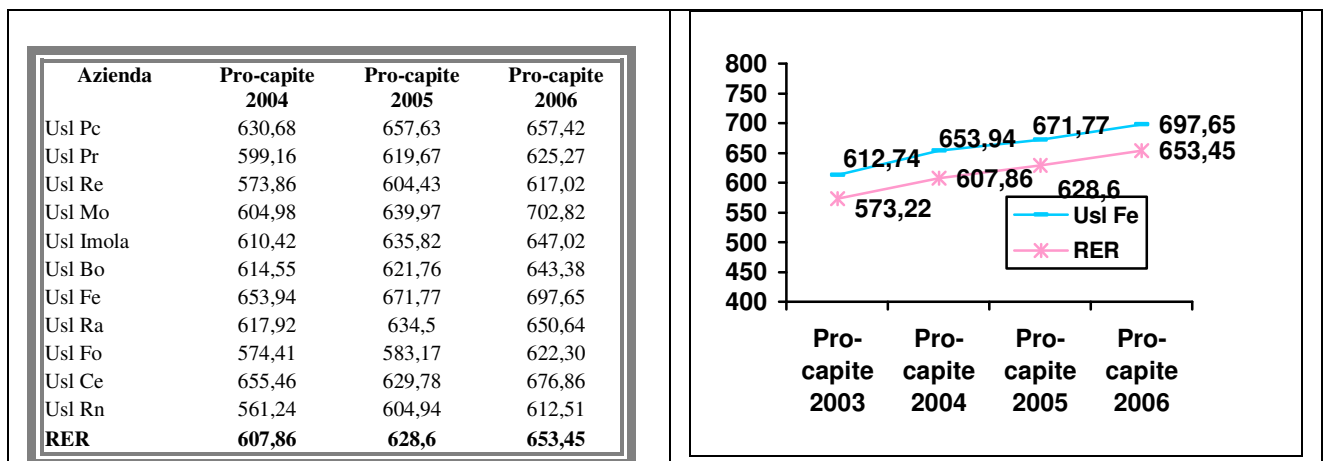 Azienda Pro-capite Pro-capite Pro-capite
2004 2005 2006
Usl Pc 630,68 657,63 657,42
Usl Pr 599,16 619,67 625,27
Usl Re 573,86 604,43 617,02
Usl Mo 604,98 639,97 702,82
Usl Imola 610,42 635,82 647,02
Usl Bo 614,55 621,76 643,38
Usl Fe 653,94 671,77 697,65
Usl Ra 617,92 634,5 650,64
Usl Fo 574,41 583,17 622,30
Usl Ce 655,46 629,78 676,86
Usl Rn 561,24 604,94 612,51
RER 607,86 628,6 653,45
800
750
700
650
600
550
500
450
400
612,74 653,94 671,77 697,65
573,22 607,86 628,6 653,45
Usl Fe
RER
Pro- Pro- Pro- Pro-
capite capite capite capite
2003 2004 2005 2006